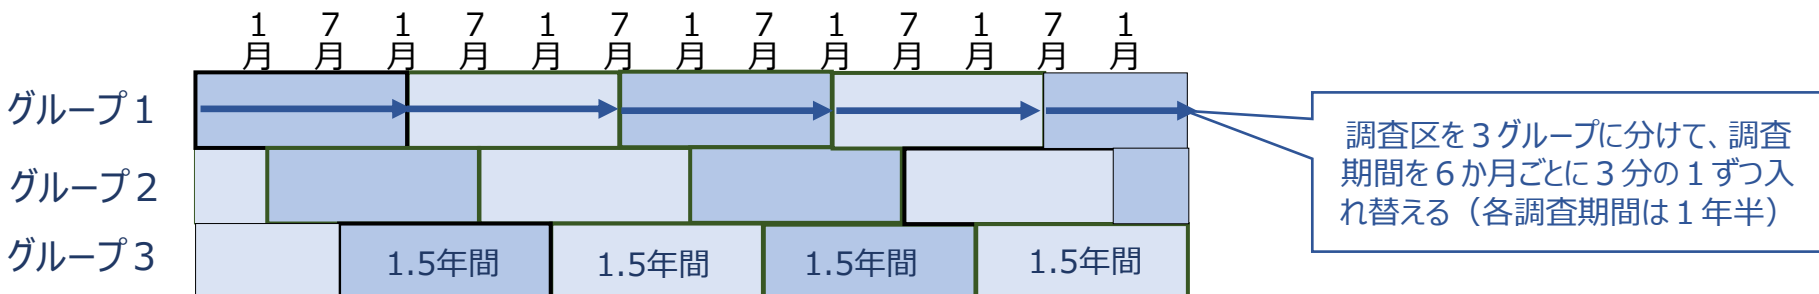 1月 7月 1月 7月 1月 7月 1月 7月 1月 7月 1月 7月 1月
グループ１
グループ２
グループ３
1.5年間 1.5年間 1.5年間 1.5年間
調査区を３グループに分けて、調査
期間を６か月ごとに３分の１ずつ入
れ替える（各調査期間は１年半）